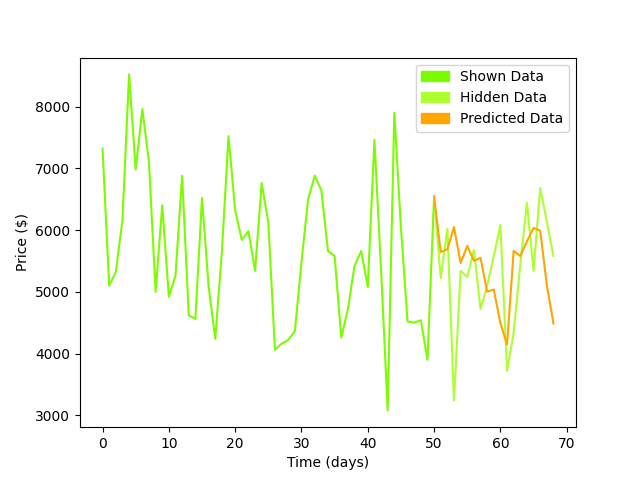 Shown Data
Hidden Data
Predicted Data
8000
7000
6000
5000
4000
3000
Price ($)
0 10 20 30 40 50 60 70
Time (days)